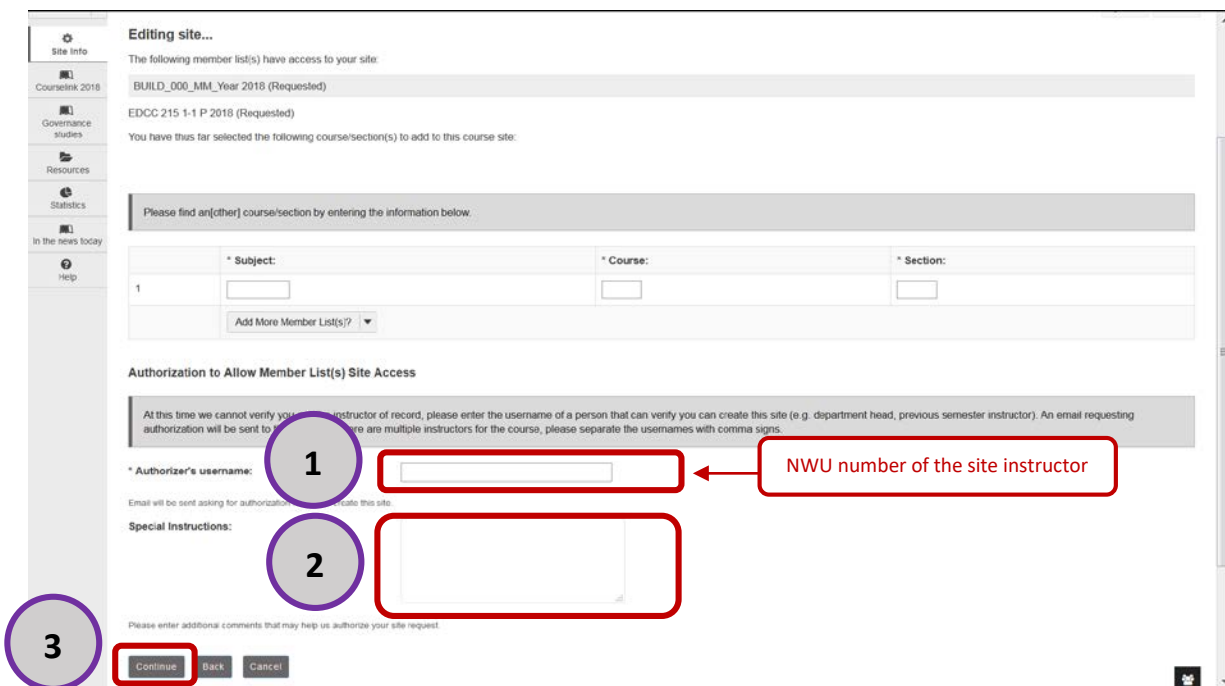 Editing site...
Site Info
The following member list(s) have access to your site:
Courselink 2018
BUILD_000_MM_Year 2018 (Requested)
EDCC 215 1-1 P 2018 (Requested)
Governance
studies
You have thus far selected the following course/section(s) to add to this course site:
Resources
Statistics
Please find an[other] course/section by entering the information below.
In the news today
Help
* Subject:
* Course:
* Section:
1
Add More Member List(s)?
Authorization to Allow Member List(s) Site Access
At this time we cannot verify you instructor of record, please enter the username of a person that can verify you can create this site (e.g. department head, previous semester instructor). An email requesting
authorization will be sent to are multiple instructors for the course, please separate the usernames with comma signs.
* Authorizer's username:
1
NWU number of the site instructor
Email will be sent asking for authorization create this site.
Special Instructions:
2
Please enter additional comments that may help us authorize your site request
3
Continue
Back
Cancel